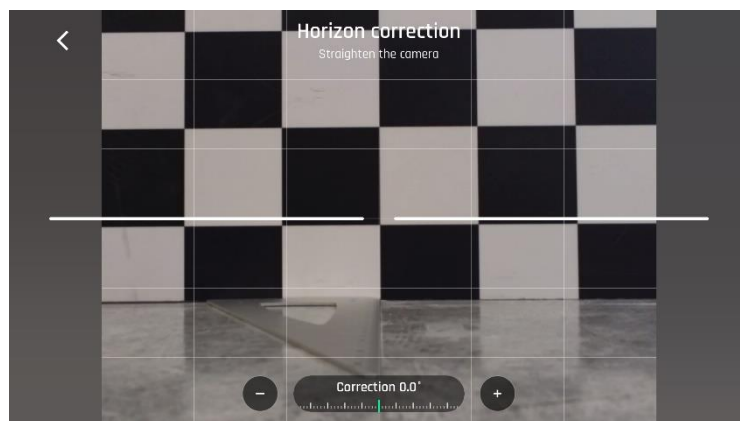 Horizon correction
Straighten the camera
Correction 0.0°